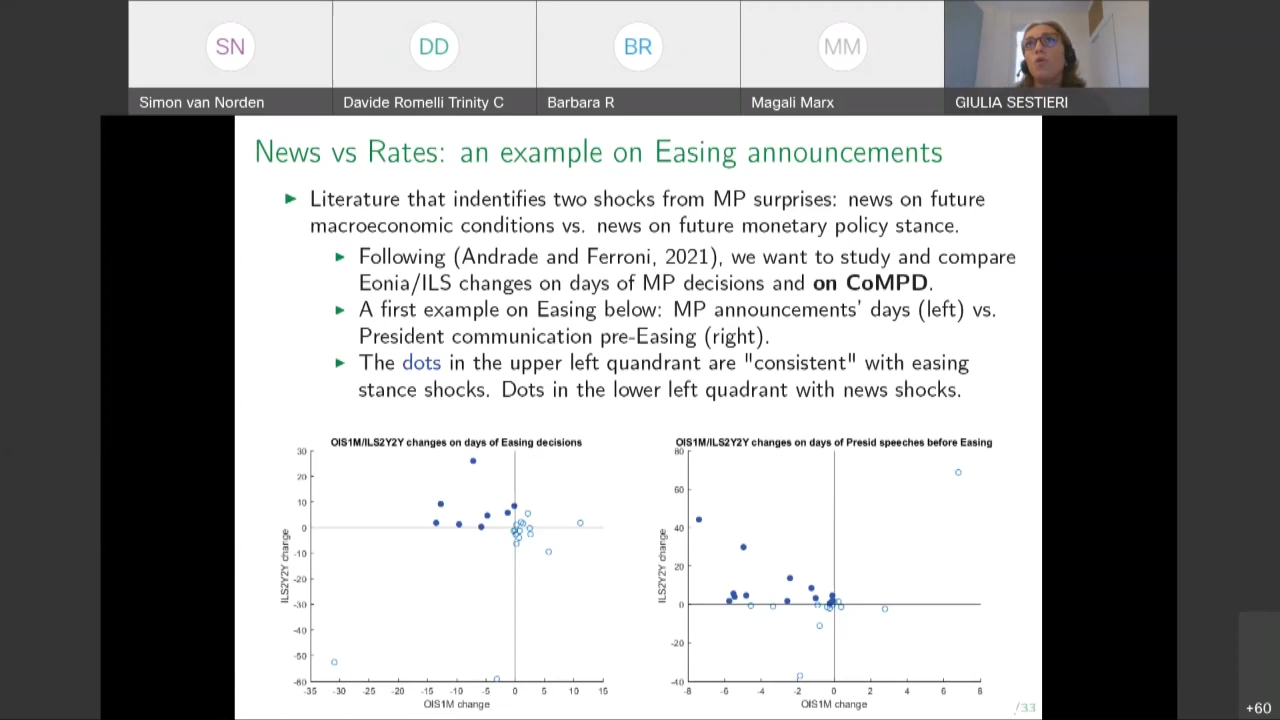 SN
DD
BR
MM
Simon van Norden
Davide Romelli Trinity C
Barbara R
Magali Marx
GIULIA SESTIERI
News vs Rates: an example on Easing announcements
Literature that indentifies two shocks from MP surprises: news on future
macroeconomic conditions vs. news on future monetary policy stance.
Following (Andrade and Ferroni, 2021), we want to study and compare
Eonia/ILS changes on days of MP decisions and on CoMPD.
A first example on Easing below: MP announcements' days (left) vs.
President communication pre-Easing (right).
The dots in the upper left quandrant are "consistent" with easing
stance shocks. Dots in the lower left quadrant with news shocks.
OIS1M/ILS2Y2Y changes on days of Easing decisions
30
20
10
0
-10
-20
-30
-40
-50
-60
ILS2Y2Y change
-35 -30 -25 -20 -15 -10 -5 0 5 10 15
OIS1M change
OIS1M/ILS2Y2Y changes on days of Presid speeches before Easing
80
60
40
20
0
-20
-40
ILS2Y2Y change
-8 -6 -4 -2 0 2 4 6 8
OIS1M change
/33
+60